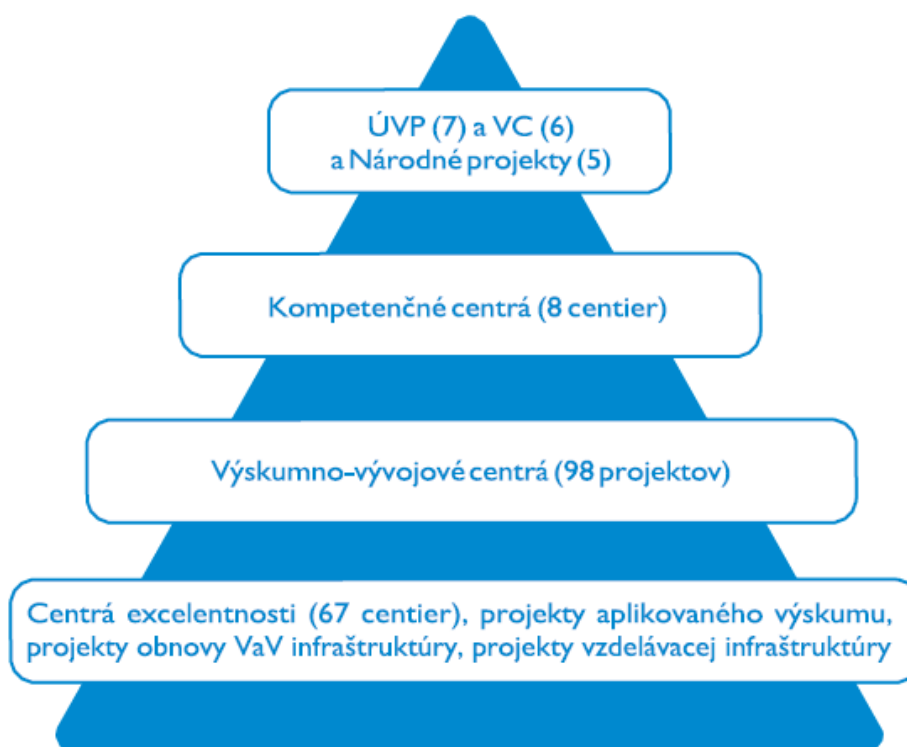 ÚVP (7) a VC (6)
a Národné projekty (5)
Kompetenčné centrá (8 centier)
Výskumno-vývojové centrá (98 projektov)
Centrá excelentnosti (67 centier), projekty aplikovaného výskumu,
projekty obnovy VaV infraštruktúry, projekty vzdelávacej infraštruktúry